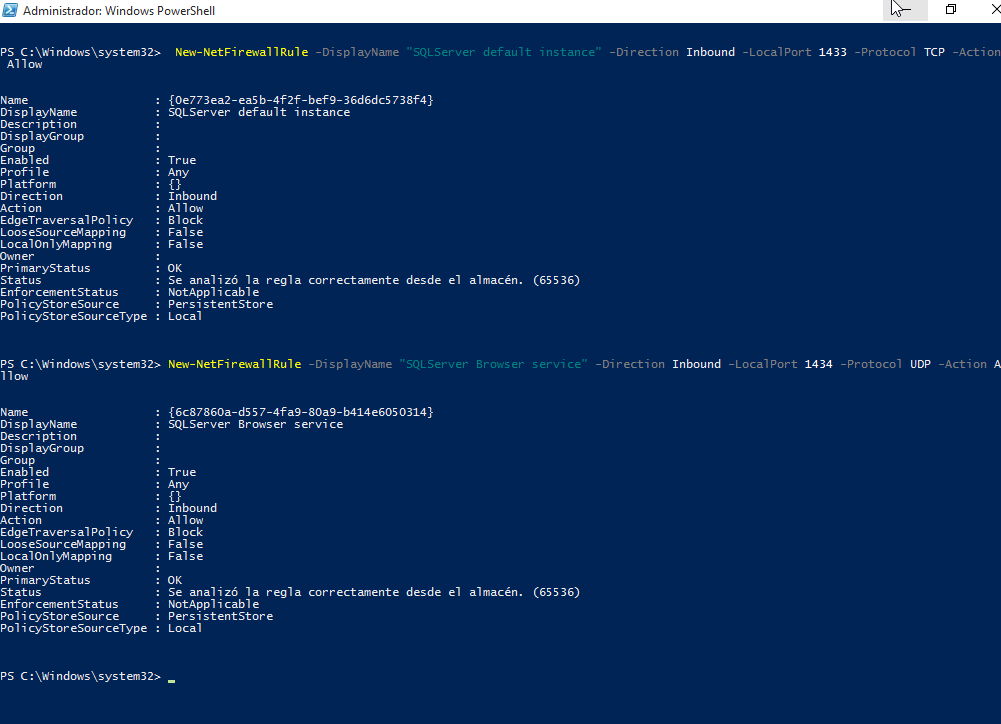 Administrador: Windows PowerShell
PS C:\Windows\system32>  New-NetFirewallRule -DisplayName "SQLServer default instance" -Direction Inbound -LocalPort 1433 -Protocol TCP -Action
 Allow
Name                  : {0e773ea2-ea5b-4f2f-bef9-36d6dc5738f4}
DisplayName           : SQLServer default instance
Description           :
DisplayGroup          :
Group                 :
Enabled               : True
Profile               : Any
Platform              : {}
Direction             : Inbound
Action                : Allow
EdgeTraversalPolicy   : Block
LooseSourceMapping    : False
LocalOnlyMapping      : False
Owner                 :
PrimaryStatus         : OK
Status                : Se analizó la regla correctamente desde el almacén. (65536)
EnforcementStatus     : NotApplicable
PolicyStoreSource     : PersistentStore
PolicyStoreSourceType : Local
PS C:\Windows\system32> New-NetFirewallRule -DisplayName "SQLServer Browser service" -Direction Inbound -LocalPort 1434 -Protocol UDP -Action A
llow
Name                  : {6c87860a-d557-4fa9-80a9-b414e6050314}
DisplayName           : SQLServer Browser service
Description           :
DisplayGroup          :
Group                 :
Enabled               : True
Profile               : Any
Platform              : {}
Direction             : Inbound
Action                : Allow
EdgeTraversalPolicy   : Block
LooseSourceMapping    : False
LocalOnlyMapping      : False
Owner                 :
PrimaryStatus         : OK
Status                : Se analizó la regla correctamente desde el almacén. (65536)
EnforcementStatus     : NotApplicable
PolicyStoreSource     : PersistentStore
PolicyStoreSourceType : Local
PS C:\Windows\system32>